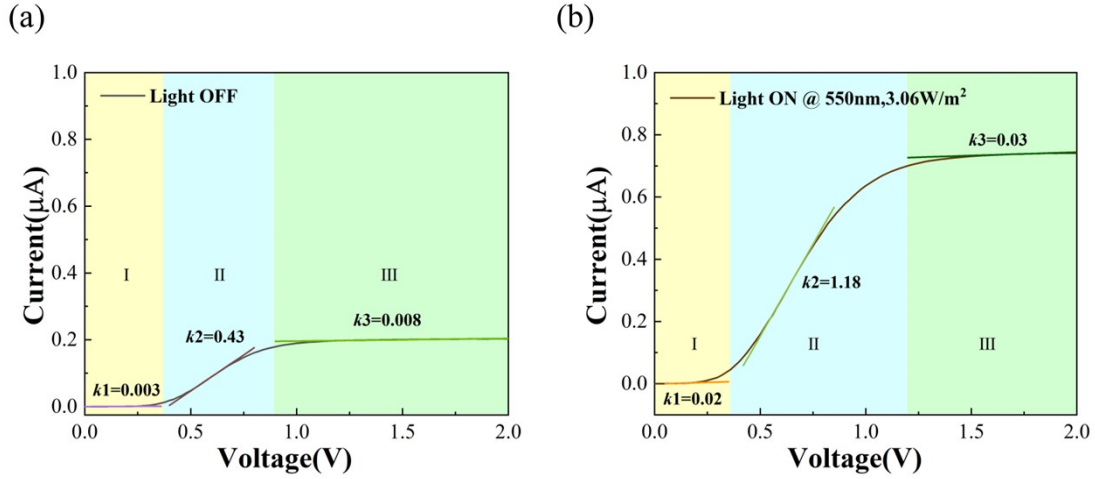 (a)
(b)
Light OFF
Current(μA)
1.0
0.8
0.6
0.4
0.2
0.0
I
II
III
k1=0.003
k2=0.43
k3=0.008
0.0
0.5
1.0
1.5
2.0
Voltage(V)
Light ON @ 550nm,3.06W/m²
Current(μA)
1.0
0.8
0.6
0.4
0.2
0.0
k3=0.03
k2=1.18
I
II
III
k1=0.02
0.0
0.5
1.0
1.5
2.0
Voltage(V)